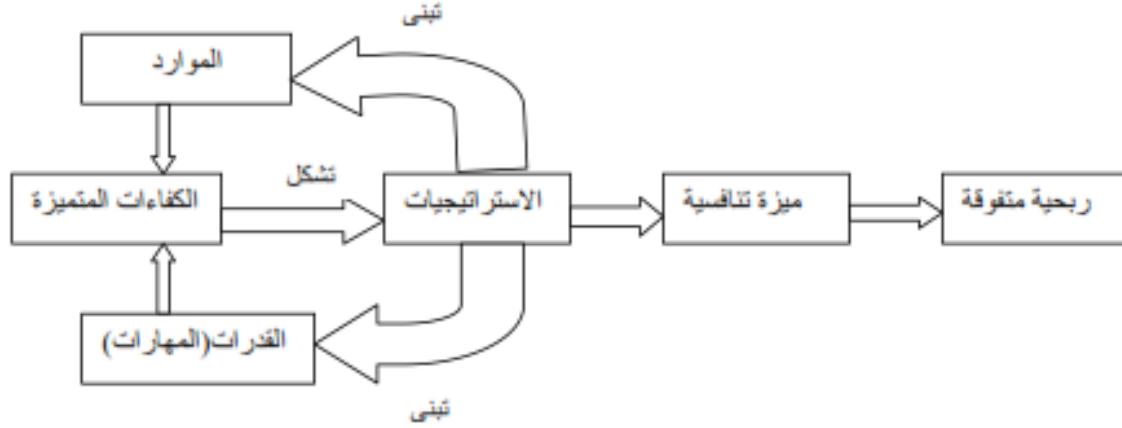 تبنى
الموارد
تشكل
الكفاءات المتميزة
الاستراتيجيات
ميزة تنافسية
ربحية متفوقة
القدرات(المهارات)
تبنى